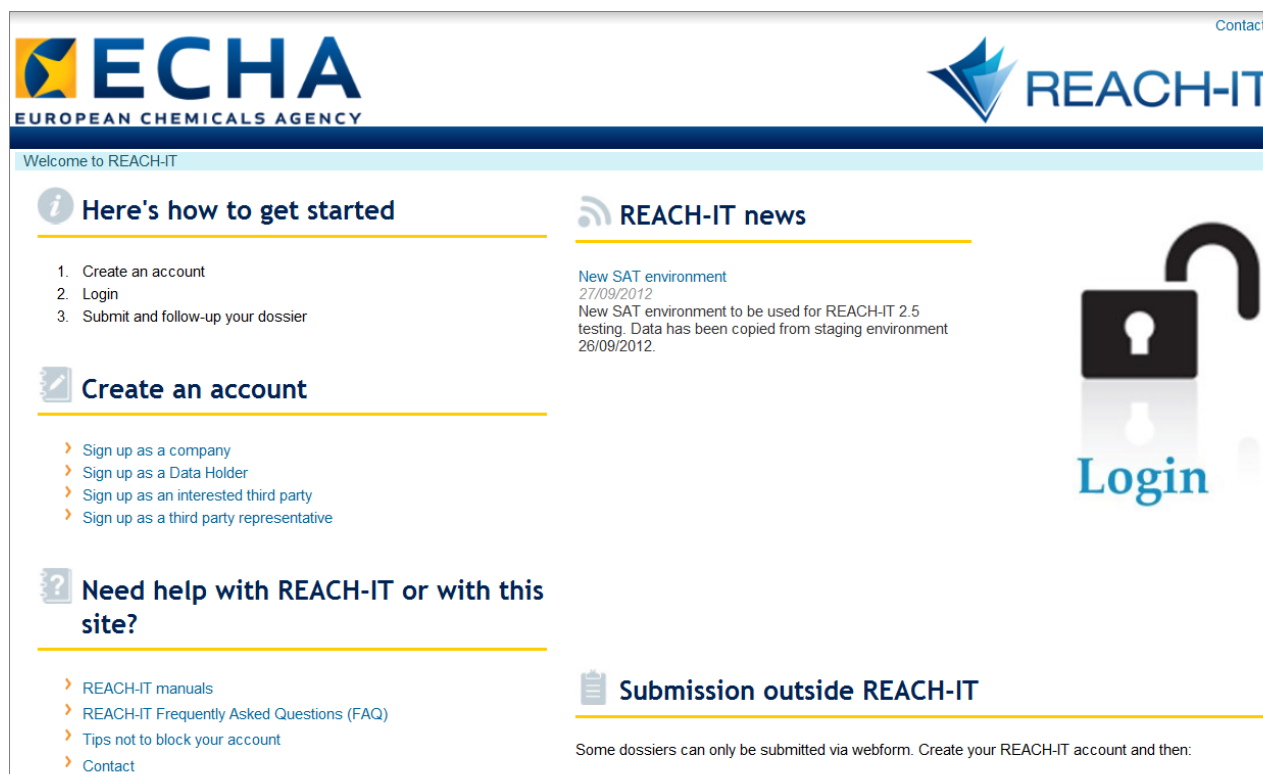 Contact
ECHA
EUROPEAN CHEMICALS AGENCY
REACH-IT
Welcome to REACH-IT
Here's how to get started
1. Create an account
2. Login
3. Submit and follow-up your dossier
Create an account
Sign up as a company
Sign up as a Data Holder
Sign up as an interested third party
Sign up as a third party representative
Need help with REACH-IT or with this
site?
REACH-IT manuals
REACH-IT Frequently Asked Questions (FAQ)
Tips not to block your account
Contact
REACH-IT news
New SAT environment
27/09/2012
New SAT environment to be used for REACH-IT 2.5
testing. Data has been copied from staging environment
26/09/2012.
Login
Submission outside REACH-IT
Some dossiers can only be submitted via webform. Create your REACH-IT account and then: